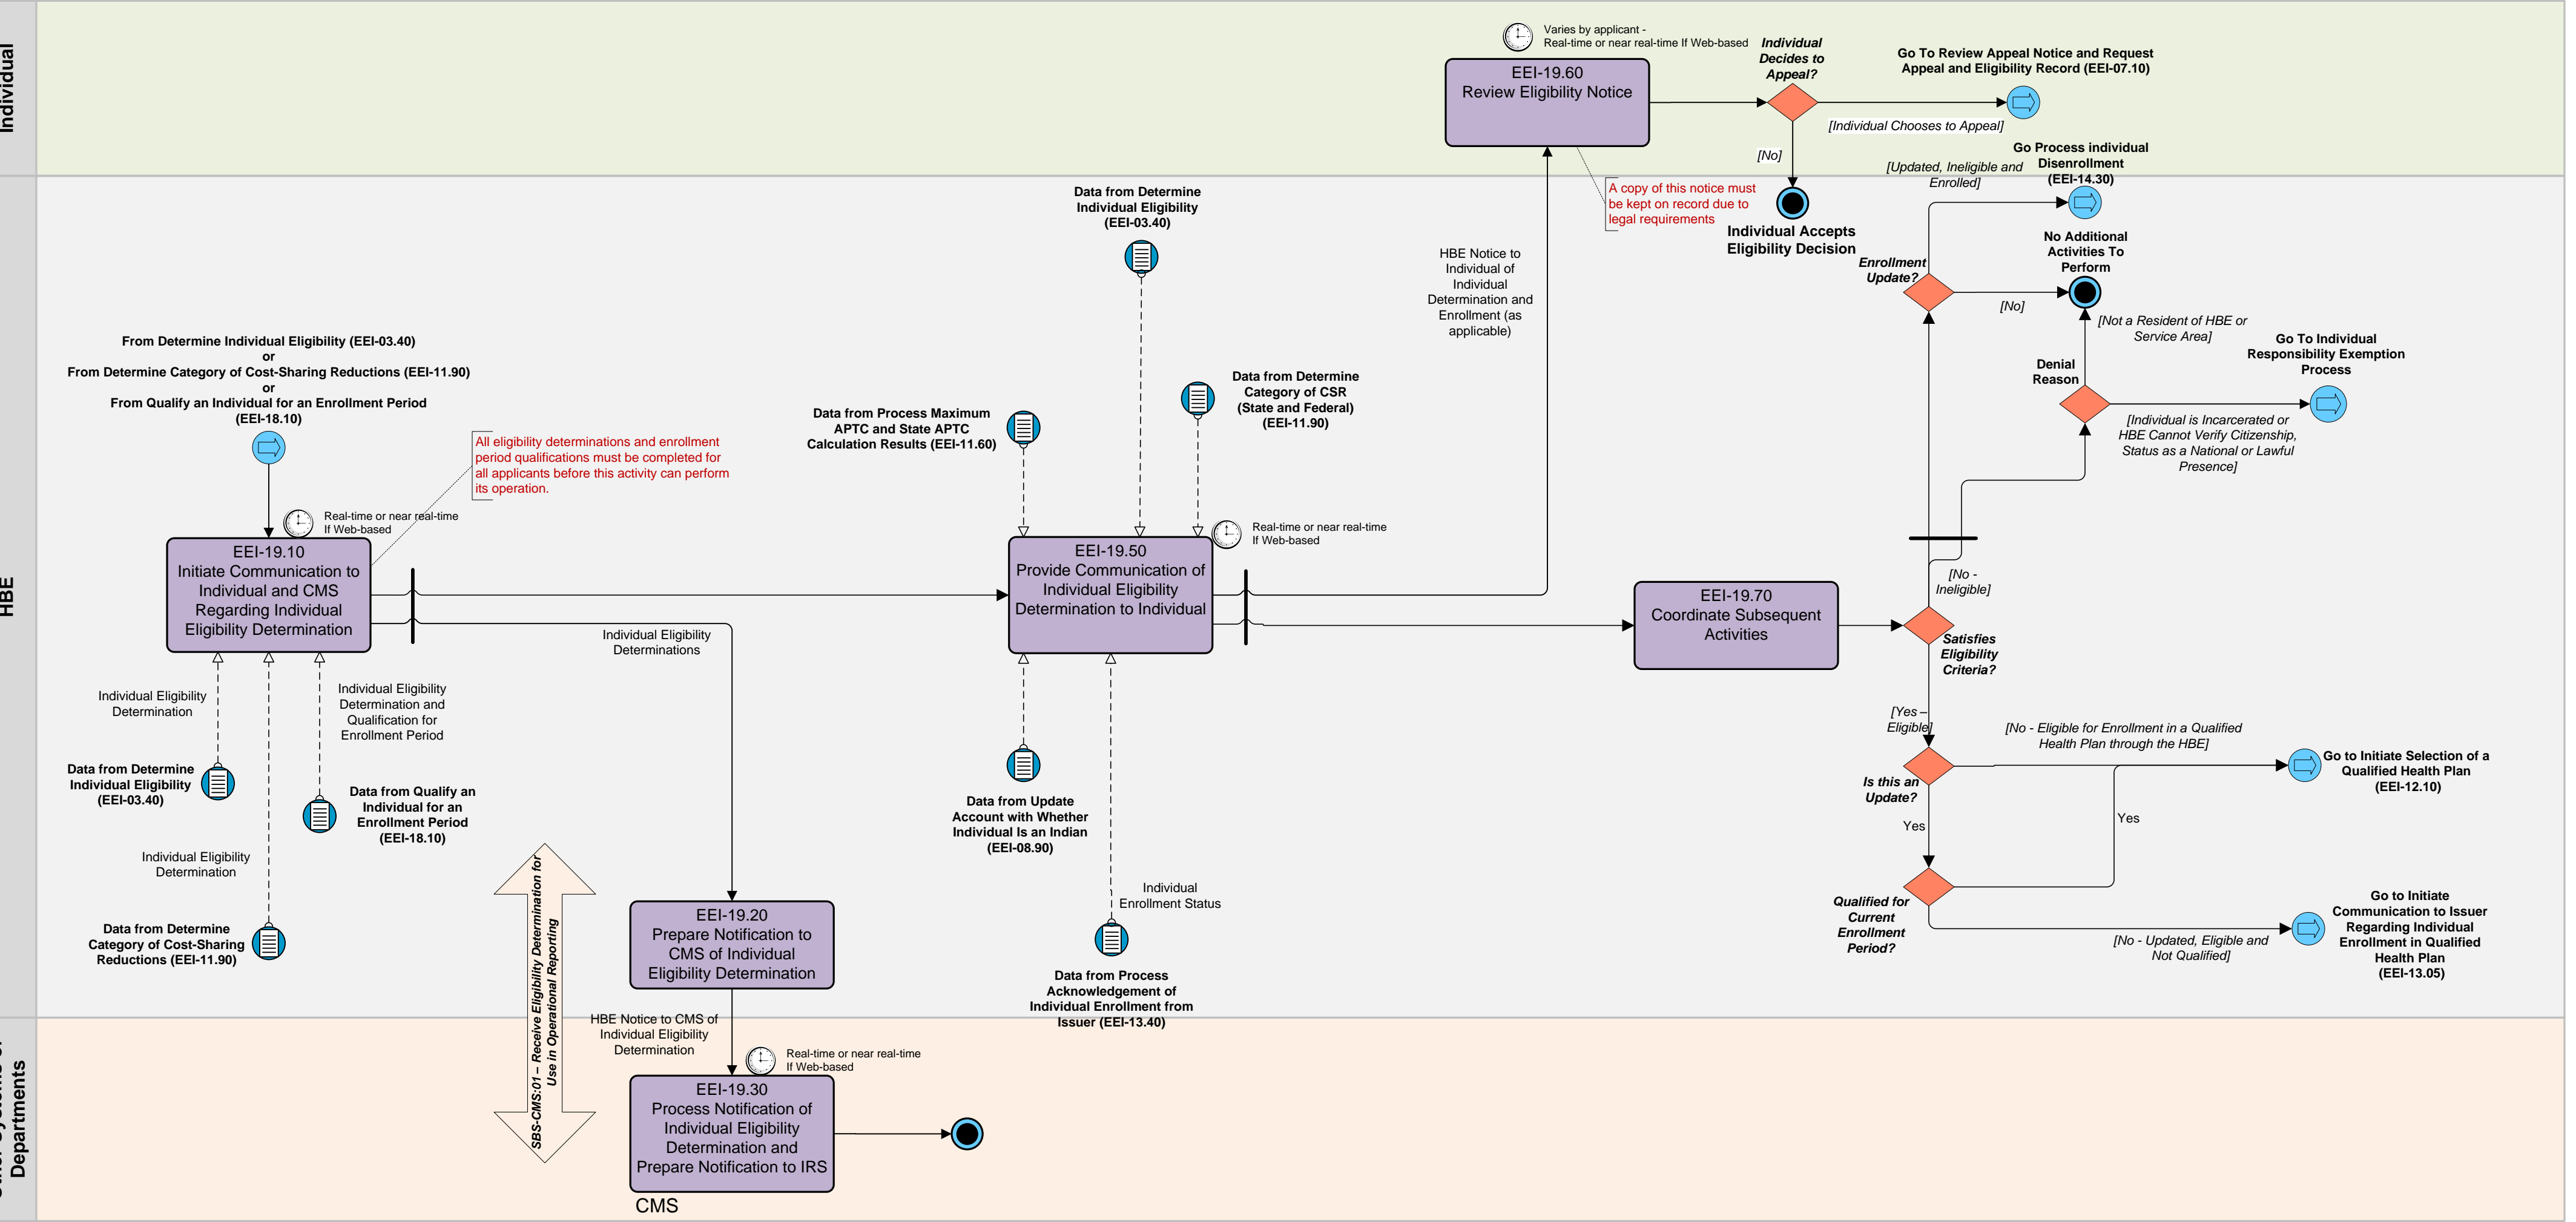 Individual
HBE
Departments
Varies by applicant -
Real-time or near real-time If Web-based
EEI-19.60
Review Eligibility Notice
Individual
Decides to
Appeal?
Go To Review Appeal Notice and Request
Appeal and Eligibility Record (EEI-07.10)
[Individual Chooses to Appeal]
[No]
A copy of this notice must
be kept on record due to
legal requirements
Individual Accepts
Eligibility Decision
Go Process individual
Disenrollment
(EEI-14.30)
[Updated, Ineligible and
Enrolled]
No Additional
Activities To
Perform
Enrollment
Update?
[No]
[Not a Resident of HBE or
Service Area]
Denial
Reason
Go To Individual
Responsibility Exemption
Process
[Individual is Incarcerated or
HBE Cannot Verify Citizenship,
Status as a National or Lawful
Presence]
HBE Notice to
Individual of
Individual
Determination and
Enrollment (as
applicable)
Data from Determine
Individual Eligibility
(EEI-03.40)
Data from Process Maximum
APTC and State APTC
Calculation Results (EEI-11.60)
Data from Determine
Category of CSR
(State and Federal)
(EEI-11.90)
From Determine Individual Eligibility (EEI-03.40)
or
From Determine Category of Cost-Sharing Reductions (EEI-11.90)
or
From Qualify an Individual for an Enrollment Period
(EEI-18.10)
All eligibility determinations and enrollment
period qualifications must be completed for
all applicants before this activity can perform
its operation.
Real-time or near real-time
If Web-based
EEI-19.10
Initiate Communication to
Individual and CMS
Regarding Individual
Eligibility Determination
Real-time or near real-time
If Web-based
EEI-19.50
Provide Communication of
Individual Eligibility
Determination to Individual
EEI-19.70
Coordinate Subsequent
Activities
[No -
Ineligible]
Satisfies
Eligibility
Criteria?
[Yes –
Eligible]
Is this an
Update?
[No - Eligible for Enrollment in a Qualified
Health Plan through the HBE]
Go to Initiate Selection of a
Qualified Health Plan
(EEI-12.10)
Yes
Yes
Qualified for
Current
Enrollment
Period?
[No - Updated, Eligible and
Not Qualified]
Go to Initiate
Communication to Issuer
Regarding Individual
Enrollment in Qualified
Health Plan
(EEI-13.05)
Individual Eligibility
Determinations
Individual Eligibility
Determination
Individual Eligibility
Determination and
Qualification for
Enrollment Period
Data from Determine
Individual Eligibility
(EEI-03.40)
Data from Qualify an
Individual for an
Enrollment Period
(EEI-18.10)
Individual Eligibility
Determination
Data from Determine
Category of Cost-Sharing
Reductions (EEI-11.90)
SBS-CMS:01 – Receive Eligibility Determination for
Use in Operational Reporting
EEI-19.20
Prepare Notification to
CMS of Individual
Eligibility Determination
HBE Notice to CMS of
Individual Eligibility
Determination
Real-time or near real-time
If Web-based
EEI-19.30
Process Notification of
Individual Eligibility
Determination and
Prepare Notification to IRS
CMS
Data from Update
Account with Whether
Individual Is an Indian
(EEI-08.90)
Individual
Enrollment Status
Data from Process
Acknowledgement of
Individual Enrollment from
Issuer (EEI-13.40)